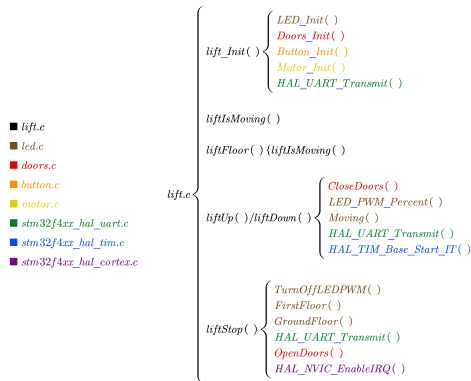 lift.c
led.c
doors.c
button.c
motor.c
stm32f4xx_hal_uart.c
stm32f4xx_hal_tim.c
stm32f4xx_hal_cortex.c
lift.c
lift_Init( )
LED_Init( )
Doors_Init( )
Button_Init( )
Motor_Init( )
HAL_UART_Transmit( )
liftIsMoving( )
liftFloor( ) {liftIsMoving( )
liftUp( )/liftDown( )
CloseDoors( )
LED_PWM_Percent( )
Moving( )
HAL_UART_Transmit( )
HAL_TIM_Base_Start_IT( )
liftStop( )
TurnOffLEDPWM( )
FirstFloor( )
GroundFloor( )
HAL_UART_Transmit( )
OpenDoors( )
HAL_NVIC_EnableIRQ( )